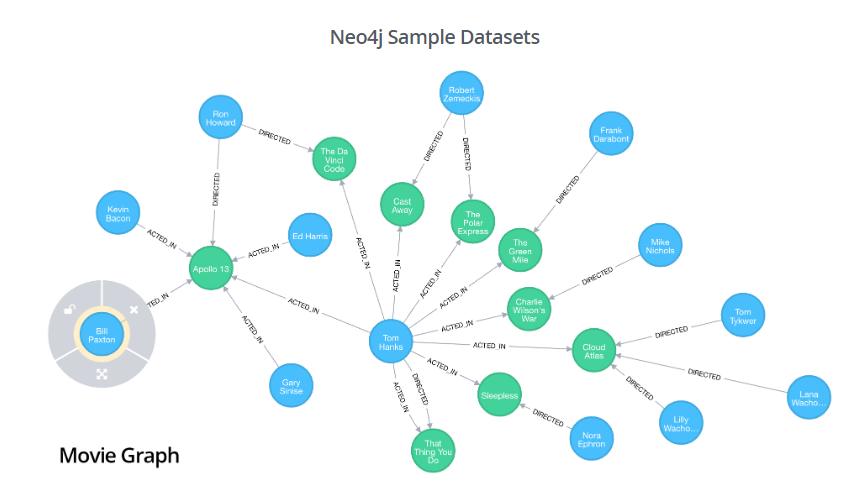 Neo4j Sample Datasets
Robert
Zemeckis
Ron
Howard
Frank
Darabont
DIRECTED
DIRECTED
DIRECTED
The Da
Vinci
Code
DIRECTED
DIRECTED
Cast
Away
The
Polar
Express
Kevin
Bacon
ACTED_IN
Ed Harris
ACTED_IN
Apollo 13
ACTED_IN
ACTED_IN
ACTED_IN
The
Green
Mile
Mike
Nichols
DIRECTED
ACTED_IN
ACTED_IN
TED_IN
Charlie
Wilson's
War
Tom
Tykwer
DIRECTED
ACTED_IN
Bill
Paxton
ACTED_IN
Tom
Hanks
ACTED_IN
Cloud
Atlas
DIRECTED
ACTED_IN
Gary
Sinise
ACTED_IN
DIRECTED
Sleepless
DIRECTED
Lana
Wacho...
DIRECTED
Lilly
Wacho...
Nora
Ephron
That
Thing You
Do
Movie Graph